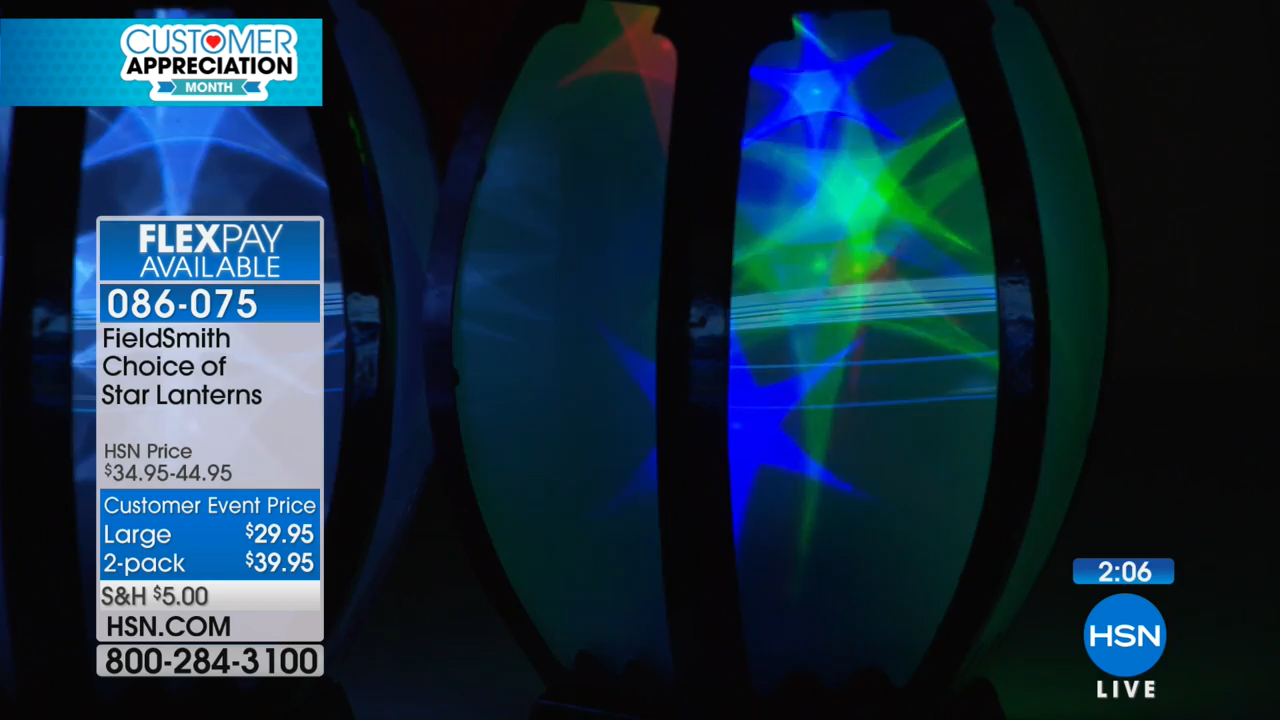 CUSTOMER
APPRECIATION
MONTH
FLEXPAY
AVAILABLE
086-075
FieldSmith
Choice of
Star Lanterns
HSN Price
$34.95-44.95
Customer Event Price
Large $29.95
2-pack $39.95
S&H $5.00
HSN.COM
800-284-3100
2:06
HSN
LIVE